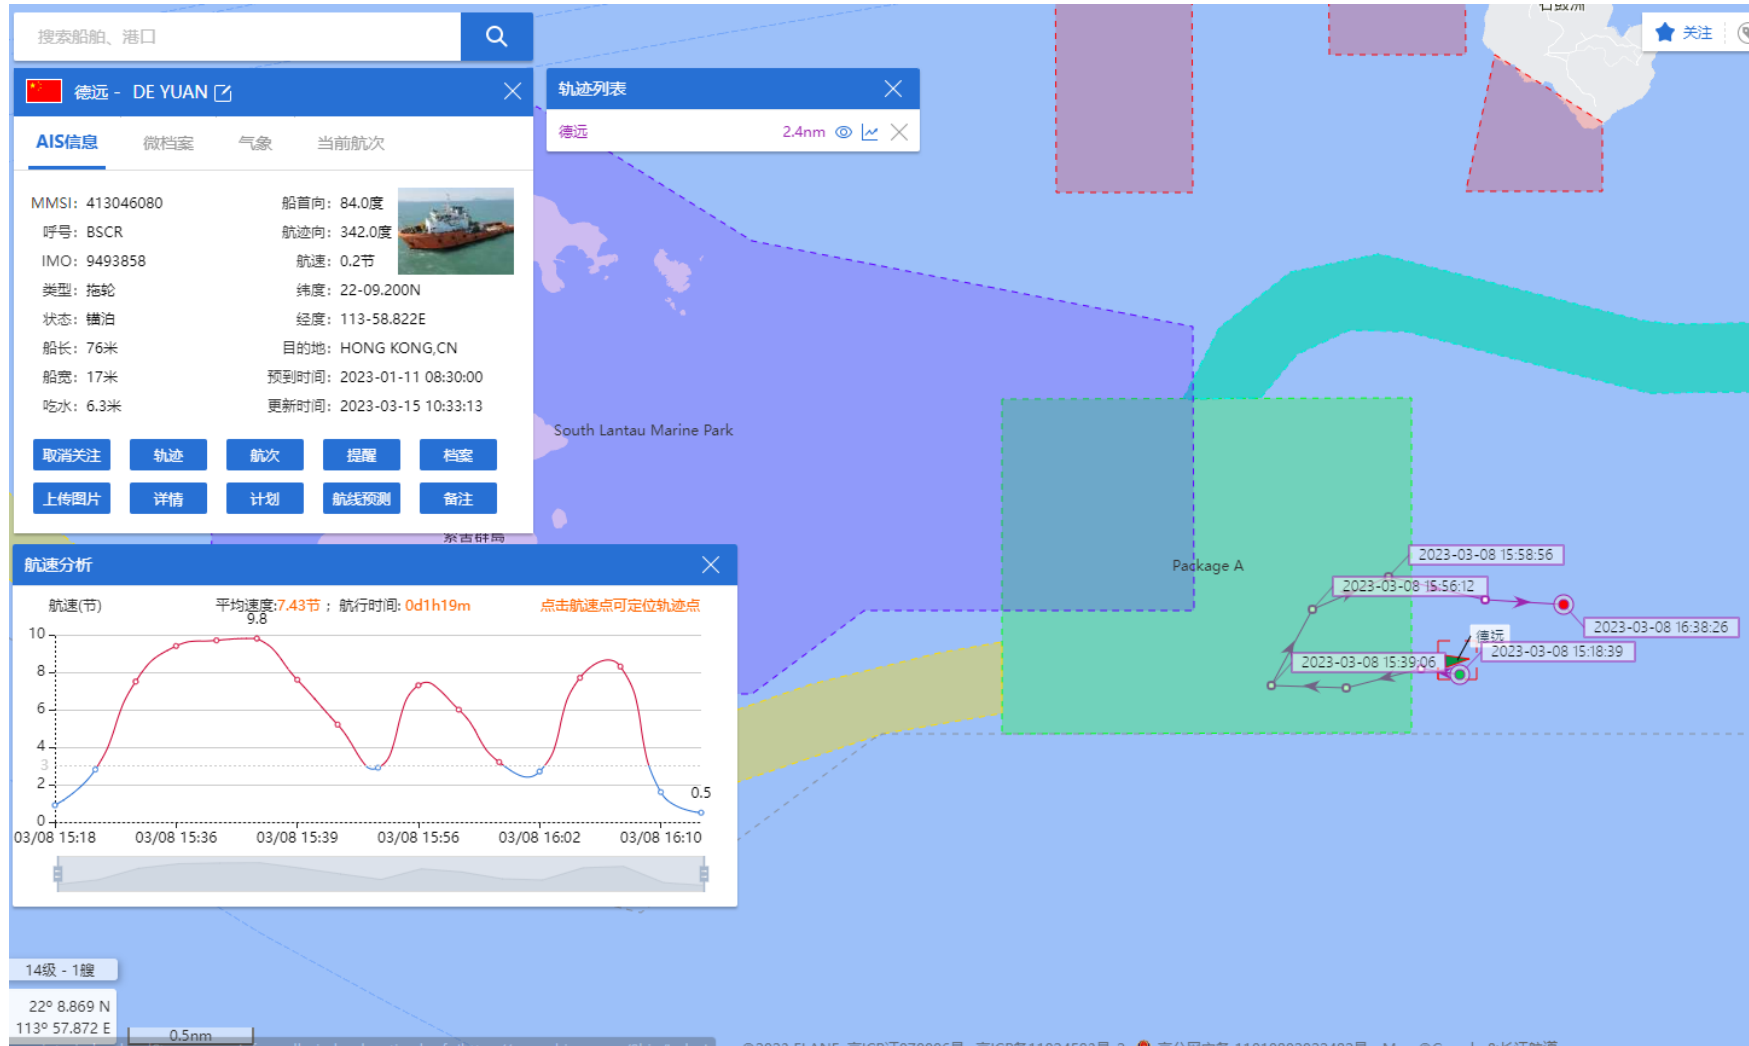 搜索船舶、港口
关注
德远 - DE YUAN
AIS信息 微档案 气象 当前航次
MMSI: 413046080
呼号: BSCR
IMO: 9493858
类型: 拖轮
状态: 锚泊
船长: 76米
船宽: 17米
吃水: 6.3米
船首向: 84.0度
航迹向: 342.0度
航速: 0.2节
纬度: 22-09.200N
经度: 113-58.822E
目的地: HONG KONG,CN
预到时间: 2023-01-11 08:30:00
更新时间: 2023-03-15 10:33:13
取消关注 轨迹 航次 提醒 档案
上传图片 详情 计划 航线预测 备注
轨迹列表
德远 2.4nm
South Lantau Marine Park
Package A
2023-03-08 15:58:56
2023-03-08 15:56:12
2023-03-08 16:38:26
德远
2023-03-08 15:18:39
2023-03-08 15:39:06
航速分析
航速(节)
平均速度:7.43节 ; 航行时间: 0d1h19m
点击航速点可定位轨迹点
9.8
10
8
6
4
3
2
0
0.5
03/08 15:18 03/08 15:36 03/08 15:39 03/08 15:56 03/08 16:02 03/08 16:10
14级 - 1艘
22º 8.869 N
113º 57.872 E
0.5nm